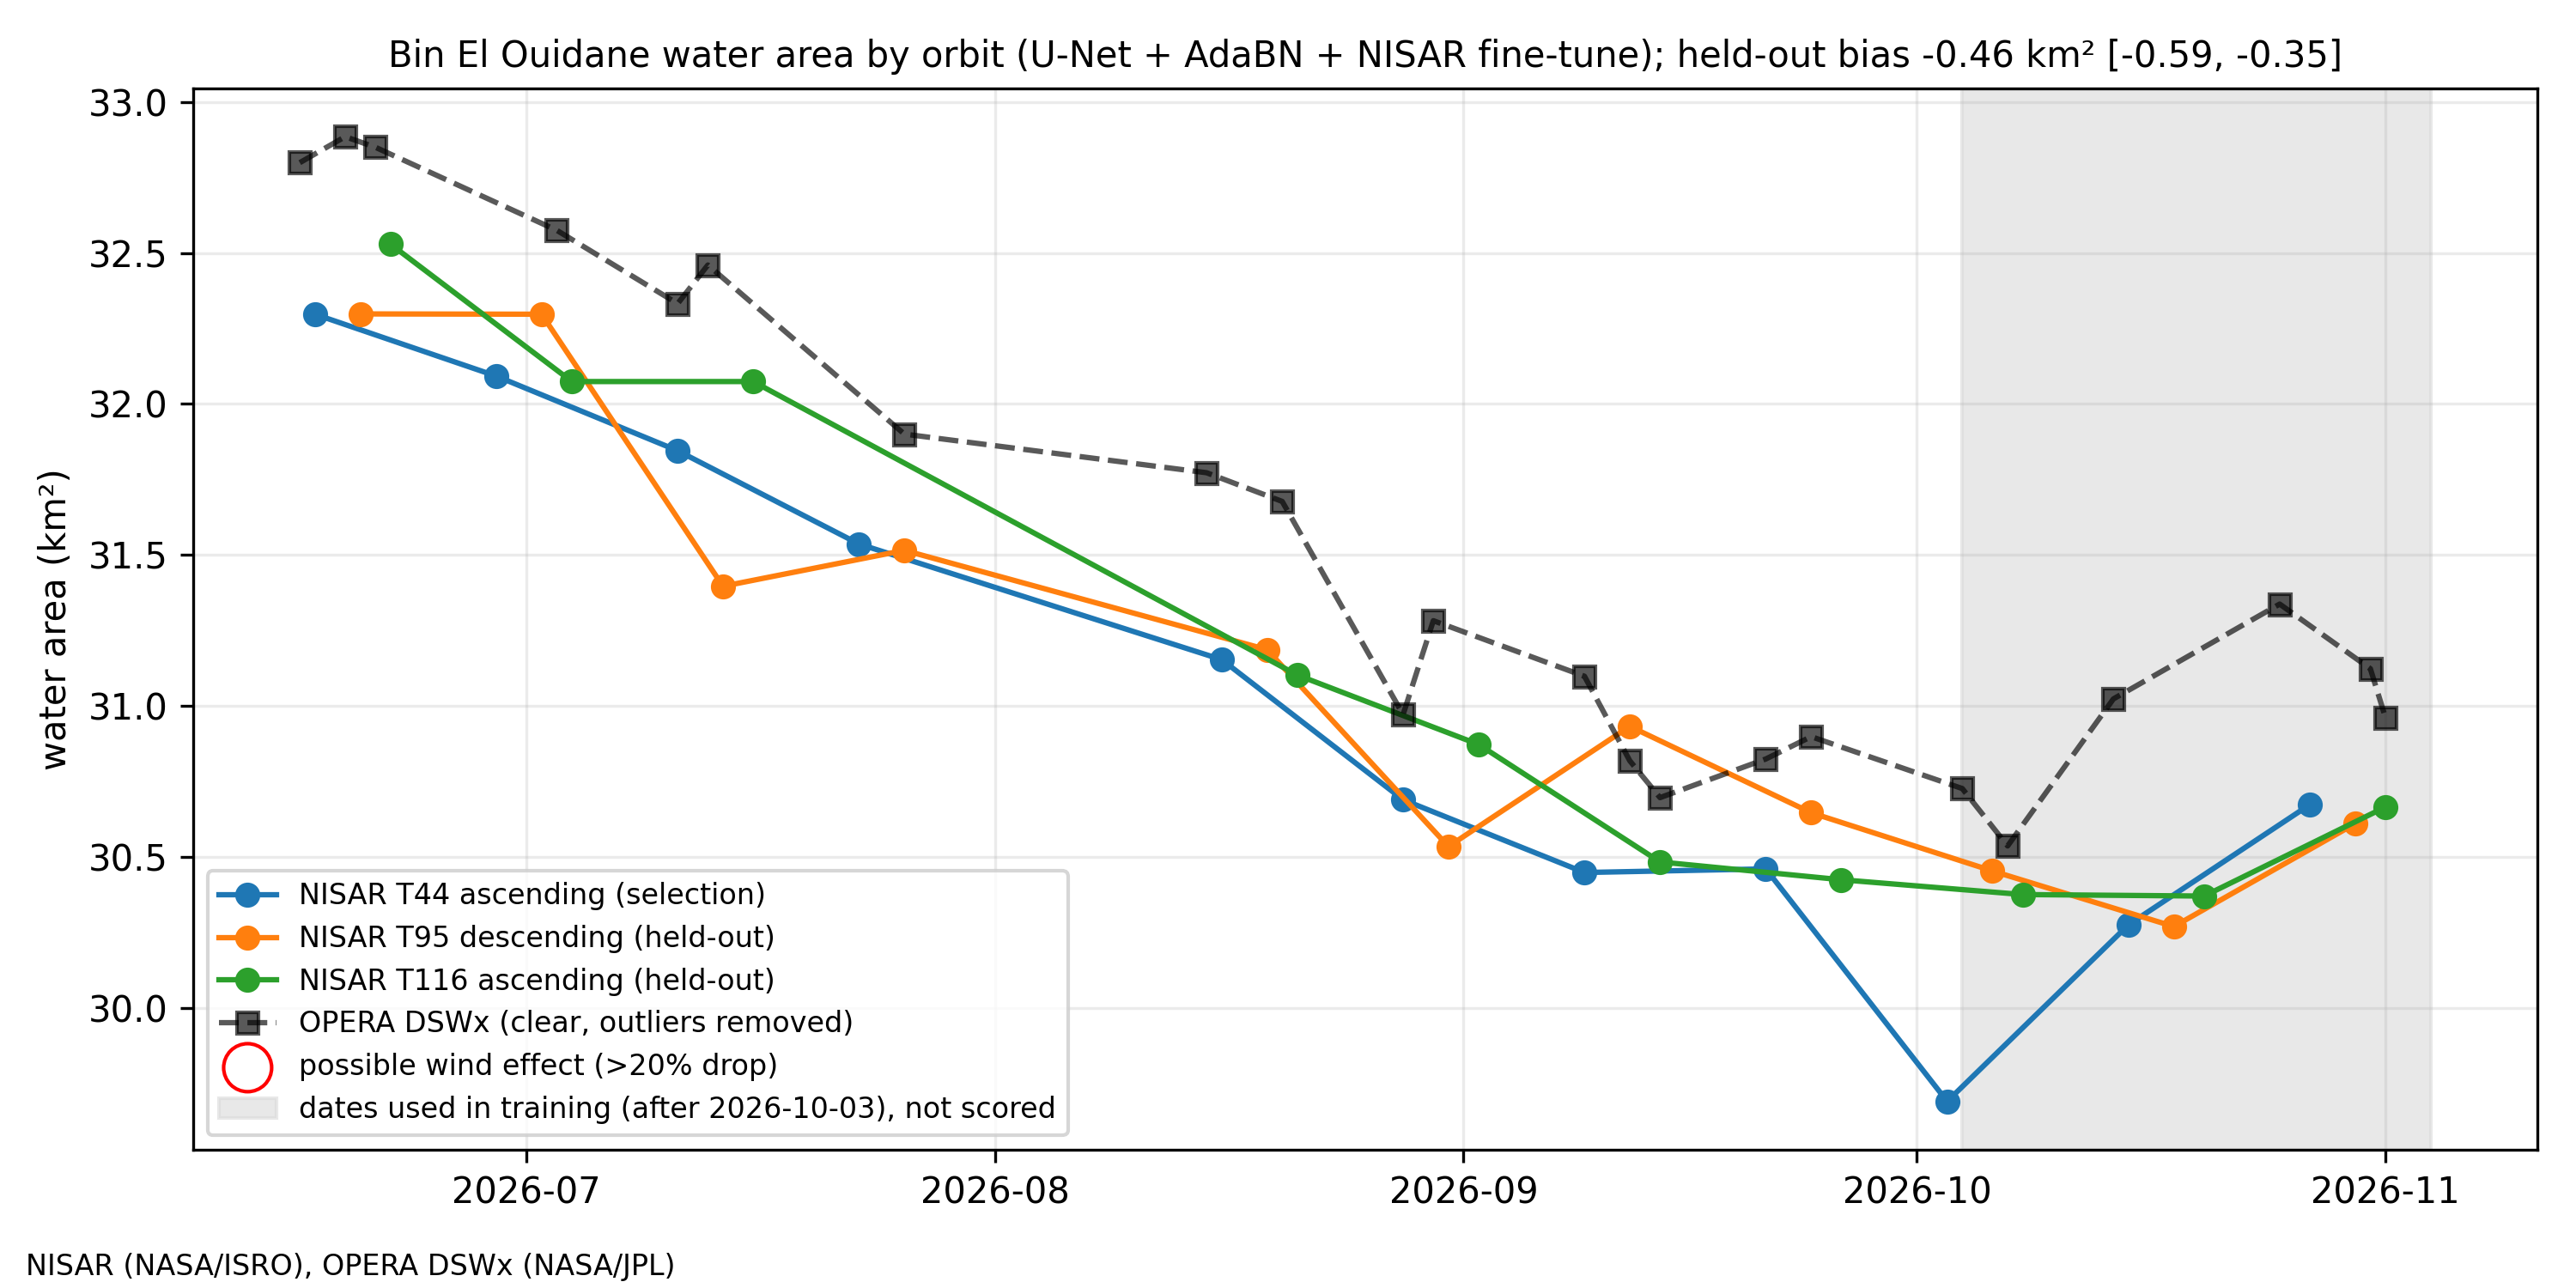 Bin El Ouidane water area by orbit (U-Net + AdaBN + NISAR fine-tune); held-out bias -0.46 km² [-0.59, -0.35]
water area (km²)
33.0
32.5
32.0
31.5
31.0
30.5
30.0
NISAR T44 ascending (selection)
NISAR T95 descending (held-out)
NISAR T116 ascending (held-out)
OPERA DSWx (clear, outliers removed)
possible wind effect (>20% drop)
dates used in training (after 2026-10-03), not scored
2026-07
2026-08
2026-09
2026-10
2026-11
NISAR (NASA/ISRO), OPERA DSWx (NASA/JPL)